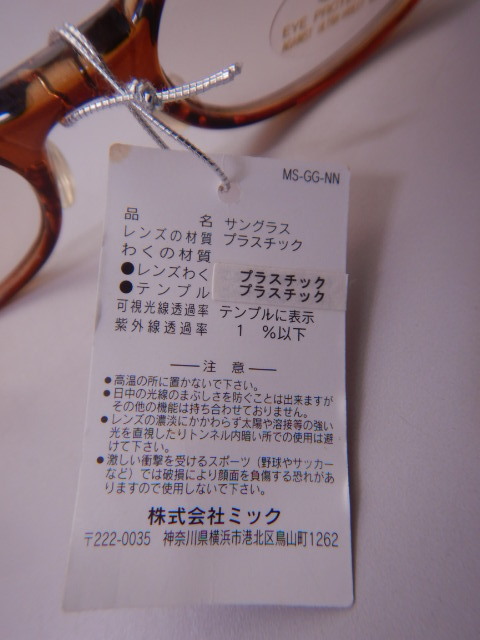 EYE PROTE
AGAINST ULTRA-VIOLET
MS-GG-NN
品　　名　サングラス
レンズの材質　プラスチック
わくの材質
●レンズわく　プラスチック
●テンプル　プラスチック
可視光線透過率　テンプルに表示
紫外線透過率　1　%以下
――注　意――
●高温の所に置かないで下さい。
●日中の光線のまぶしさを防ぐことは出来ますが
その他の機能は持ち合わせておりません。
●レンズの濃淡にかかわらず太陽や溶接等の強い
光を直視したりトンネル内暗い所での使用は避
けて下さい。
●激しい衝撃を受けるスポーツ（野球やサッカー
など）では破損により顔面を負傷する恐れがあ
りますので使用しないで下さい。
株式会社ミック
〒222-0035　神奈川県横浜市港北区鳥山町1262